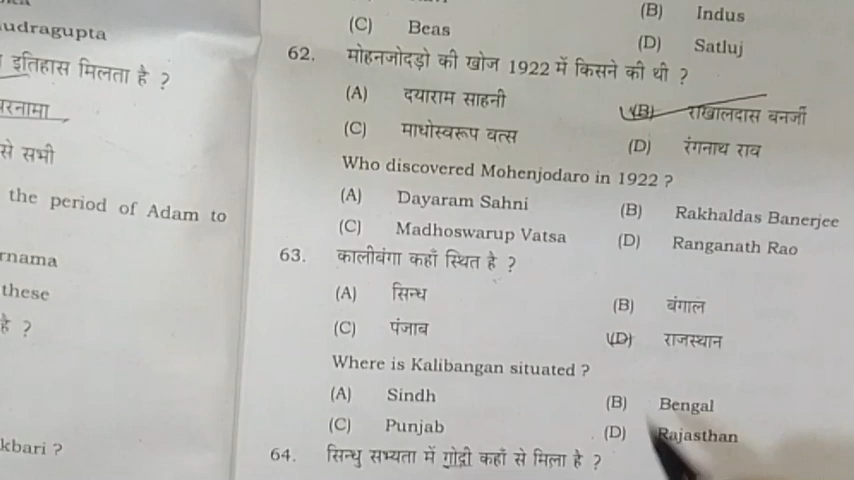 udragupta
इतिहास मिलता है ?
रनामा
से सभी
the period of Adam to
rnama
these
है ?
kbari ?
(B) Indus
(C) Beas
(D) Satluj
62. मोहनजोदड़ो की खोज 1922 में किसने की थी ?
(A) दयाराम साहनी
(B) राखालदास बनर्जी
(C) माधोस्वरूप वत्स
(D) रंगनाथ राव
Who discovered Mohenjodaro in 1922 ?
(A) Dayaram Sahni
(B) Rakhaldas Banerjee
(C) Madhoswarup Vatsa
(D) Ranganath Rao
63. कालीबंगा कहाँ स्थित है ?
(A) सिन्ध
(B) बंगाल
(C) पंजाब
(D) राजस्थान
Where is Kalibangan situated ?
(A) Sindh
(B) Bengal
(C) Punjab
(D) Rajasthan
64. सिन्धु सभ्यता में गोद्री कहाँ से मिला है ?